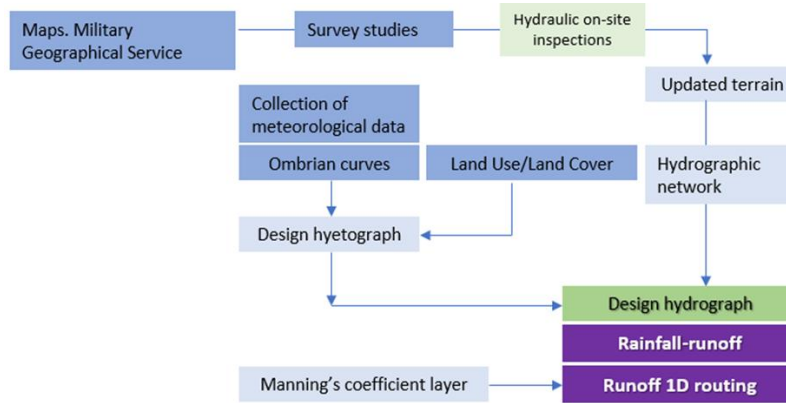 Maps. Military
Geographical Service
Survey studies
Hydraulic on-site
inspections
Updated terrain
Collection of
meteorological data
Ombrian curves
Land Use/Land Cover
Hydrographic
network
Design hyetograph
Design hydrograph
Rainfall-runoff
Manning's coefficient layer
Runoff 1D routing